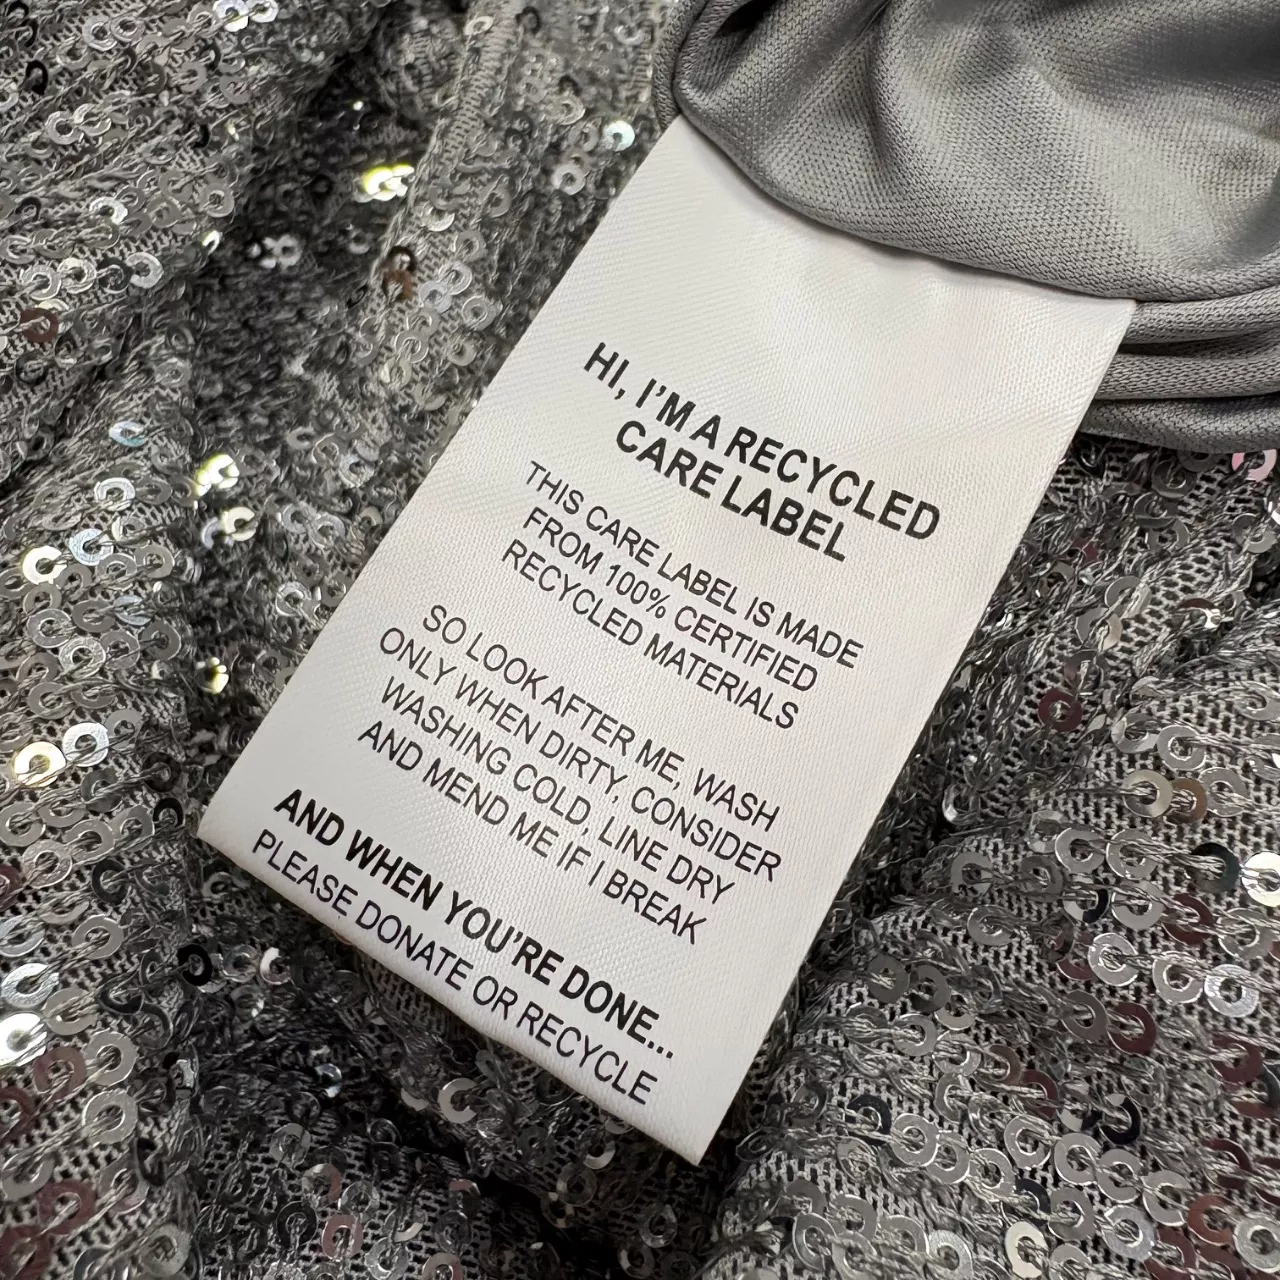 HI, I'M A RECYCLED
CARE LABEL
THIS CARE LABEL IS MADE
FROM 100% CERTIFIED
RECYCLED MATERIALS
SO LOOK AFTER ME, WASH
ONLY WHEN DIRTY, CONSIDER
WASHING COLD, LINE DRY
AND MEND ME IF I BREAK
AND WHEN YOU'RE DONE...
PLEASE DONATE OR RECYCLE